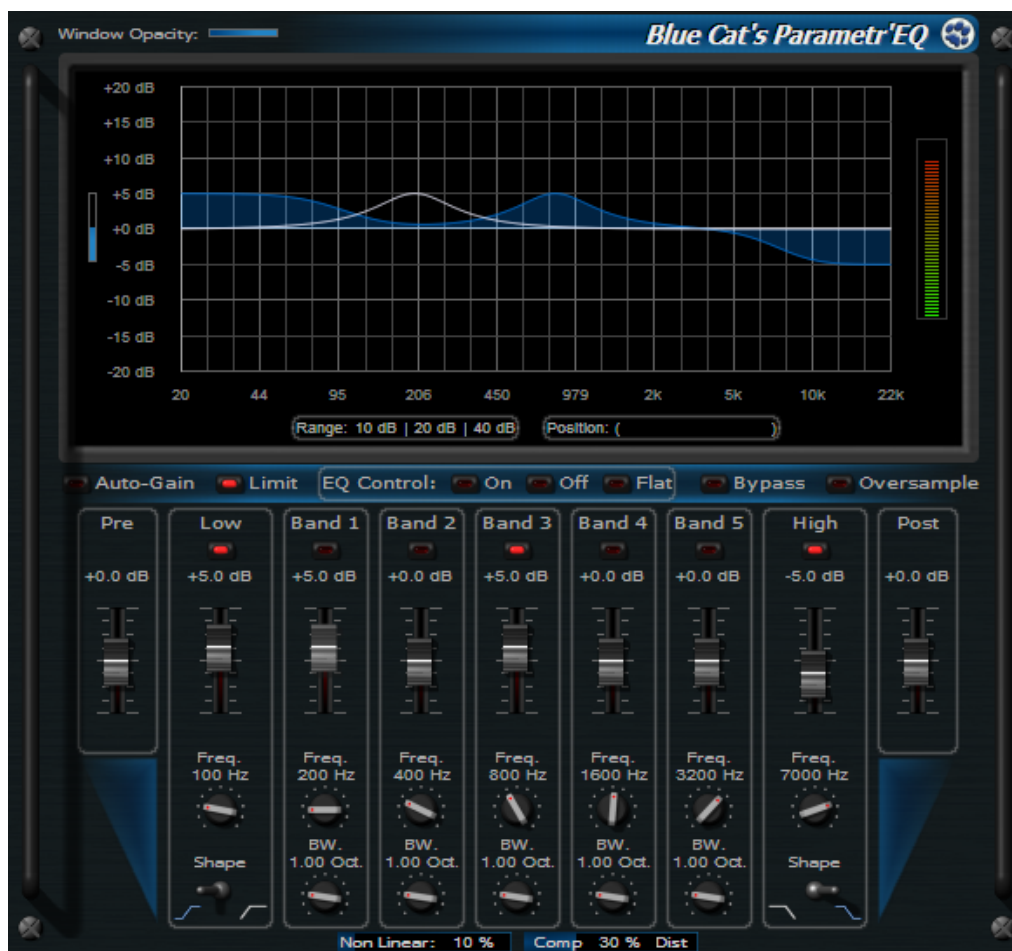 Window Opacity: Blue Cat's Parametr'EQ
+20 dB
+15 dB
+10 dB
+5 dB
+0 dB
-5 dB
-10 dB
-15 dB
-20 dB
20 44 95 206 450 979 2k 5k 10k 22k
Range: 10 dB | 20 dB | 40 dB Position: ( )
Auto-Gain Limit EQ Control: On Off Flat Bypass Oversample
Pre Low Band 1 Band 2 Band 3 Band 4 Band 5 High Post
+0.0 dB +5.0 dB +5.0 dB +0.0 dB +5.0 dB +0.0 dB +0.0 dB -5.0 dB +0.0 dB
Freq. Freq. Freq. Freq. Freq. Freq. Freq.
100 Hz 200 Hz 400 Hz 800 Hz 1600 Hz 3200 Hz 7000 Hz
BW. BW. BW. BW. BW.
Shape 1.00 Oct. 1.00 Oct. 1.00 Oct. 1.00 Oct. 1.00 Oct. Shape
Non Linear: 10 % Comp 30 % Dist